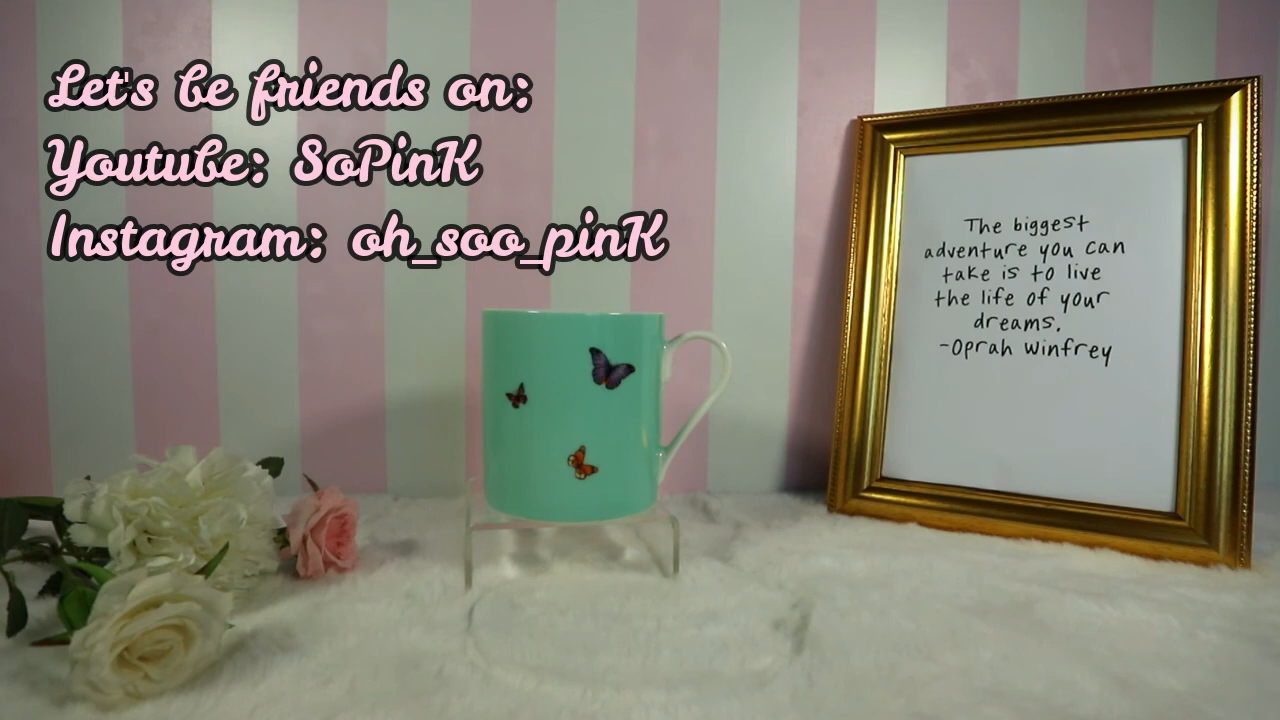 Let's be friends on:
Youtube: SoPinK
Instagram: oh_soo_pinK
The biggest
adventure you can
take is to live
the life of your
dreams.
-Oprah Winfrey